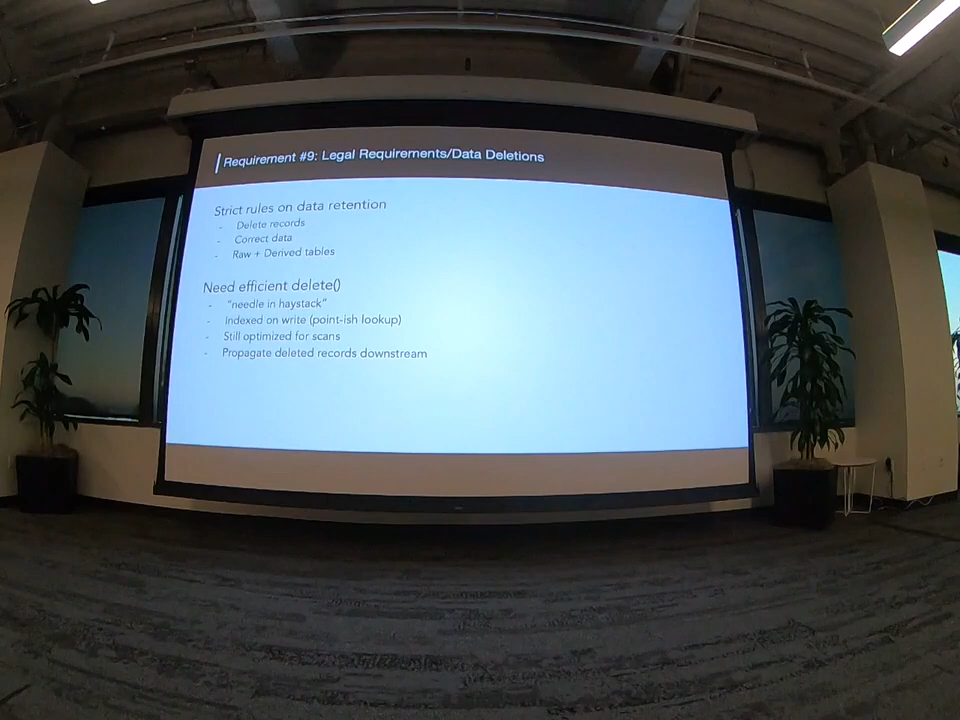 Requirement #9: Legal Requirements/Data Deletions
Strict rules on data retention
- Delete records
- Correct data
- Raw + Derived tables
Need efficient delete()
- "needle in haystack"
- Indexed on write (point-ish lookup)
- Still optimized for scans
- Propagate deleted records downstream